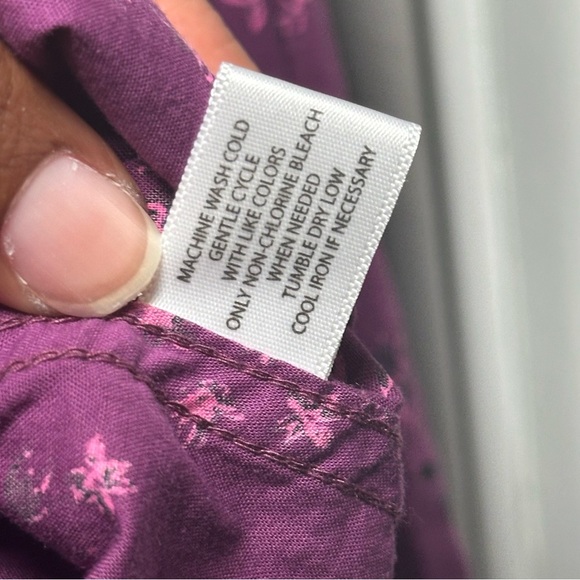 MACHINE WASH COLD
GENTLE CYCLE
WITH LIKE COLORS
ONLY NON-CHLORINE BLEACH
WHEN NEEDED
TUMBLE DRY LOW
COOL IRON IF NECESSARY